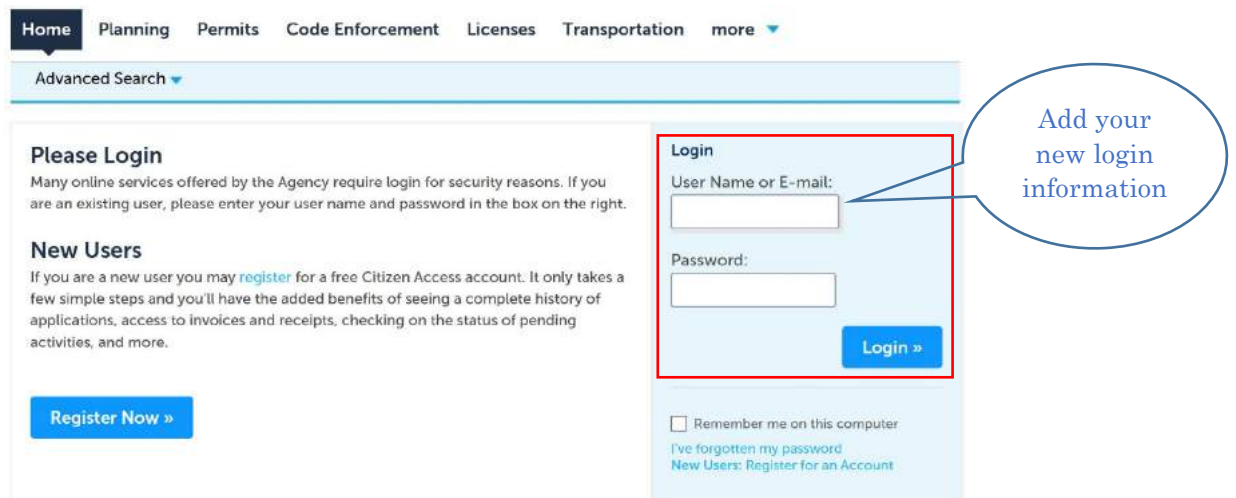 Home Planning Permits Code Enforcement Licenses Transportation more
Advanced Search
Please Login
Many online services offered by the Agency require login for security reasons. If you
are an existing user, please enter your user name and password in the box on the right.
New Users
If you are a new user you may register for a free Citizen Access account. It only takes a
few simple steps and you'll have the added benefits of seeing a complete history of
applications, access to invoices and receipts, checking on the status of pending
activities, and more.
Register Now »
Login
User Name or E-mail:
Password:
Login »
Remember me on this computer
I've forgotten my password
New Users: Register for an Account
Add your
new login
information